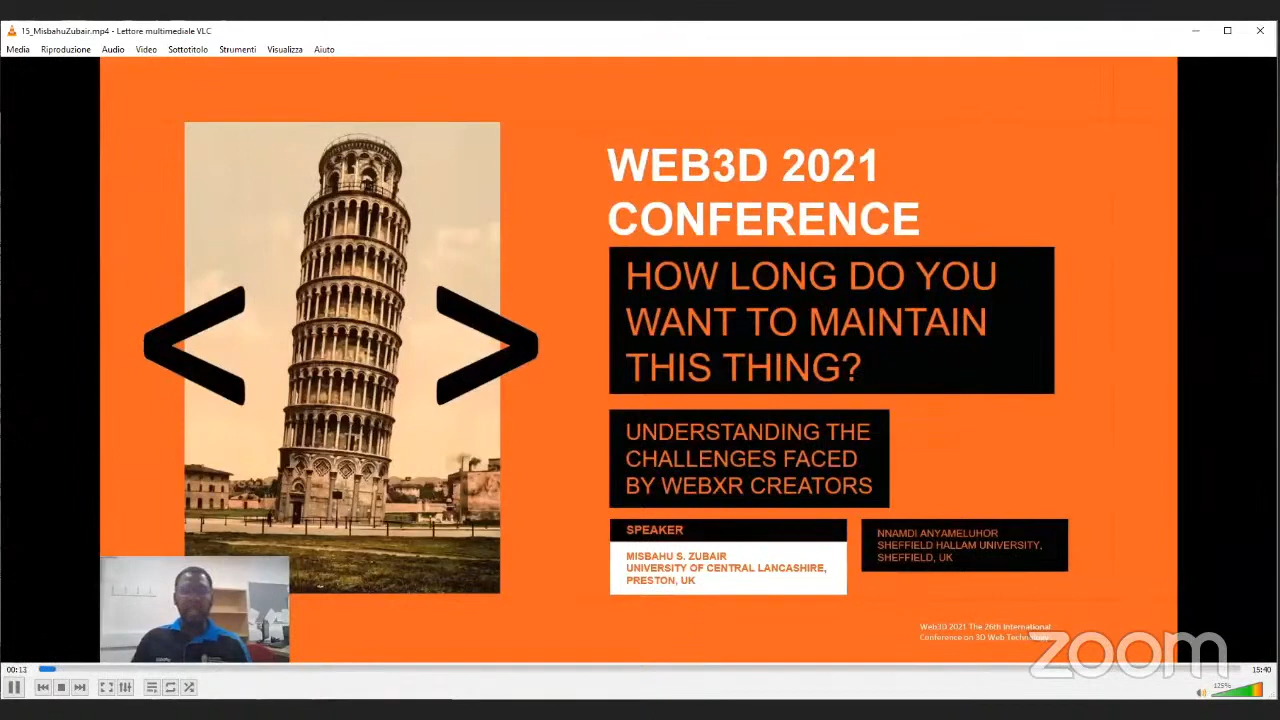 15_MisbahuZubair.mp4 - Lettore multimediale VLC
Media Riproduzione Audio Video Sottotitolo Strumenti Visualizza Aiuto
WEB3D 2021
CONFERENCE
HOW LONG DO YOU
WANT TO MAINTAIN
THIS THING?
UNDERSTANDING THE
CHALLENGES FACED
BY WEBXR CREATORS
SPEAKER
MISBAHU S. ZUBAIR
UNIVERSITY OF CENTRAL LANCASHIRE,
PRESTON, UK
NNAMDI ANYAMELUHOR
SHEFFIELD HALLAM UNIVERSITY,
SHEFFIELD, UK
Web3D 2021 The 26th International
Conference on 3D Web Technology
zoom
00:13
15:40
125%